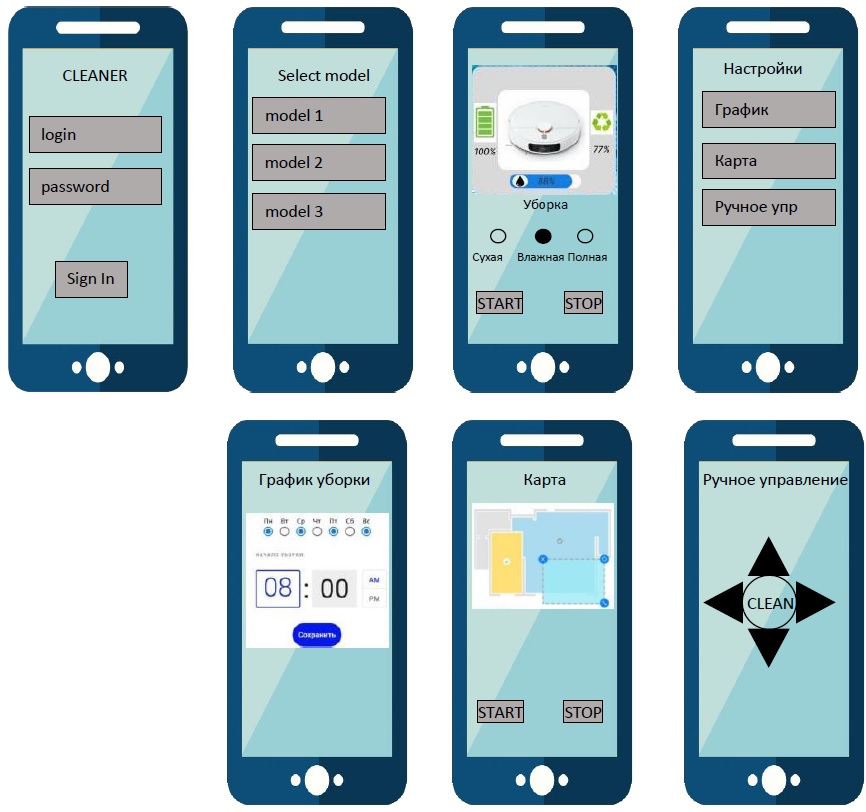 CLEANER
login
password
Sign In
Select model
model 1
model 2
model 3
100%
77%
Уборка
Сухая Влажная Полная
START STOP
Настройки
График
Карта
Ручное упр
График уборки
Пн Вт Ср Чт Пт Сб Вс
НАЧАЛО УБОРКИ
08 : 00
AM
PM
Сохранить
Карта
START STOP
Ручное управление
CLEAN